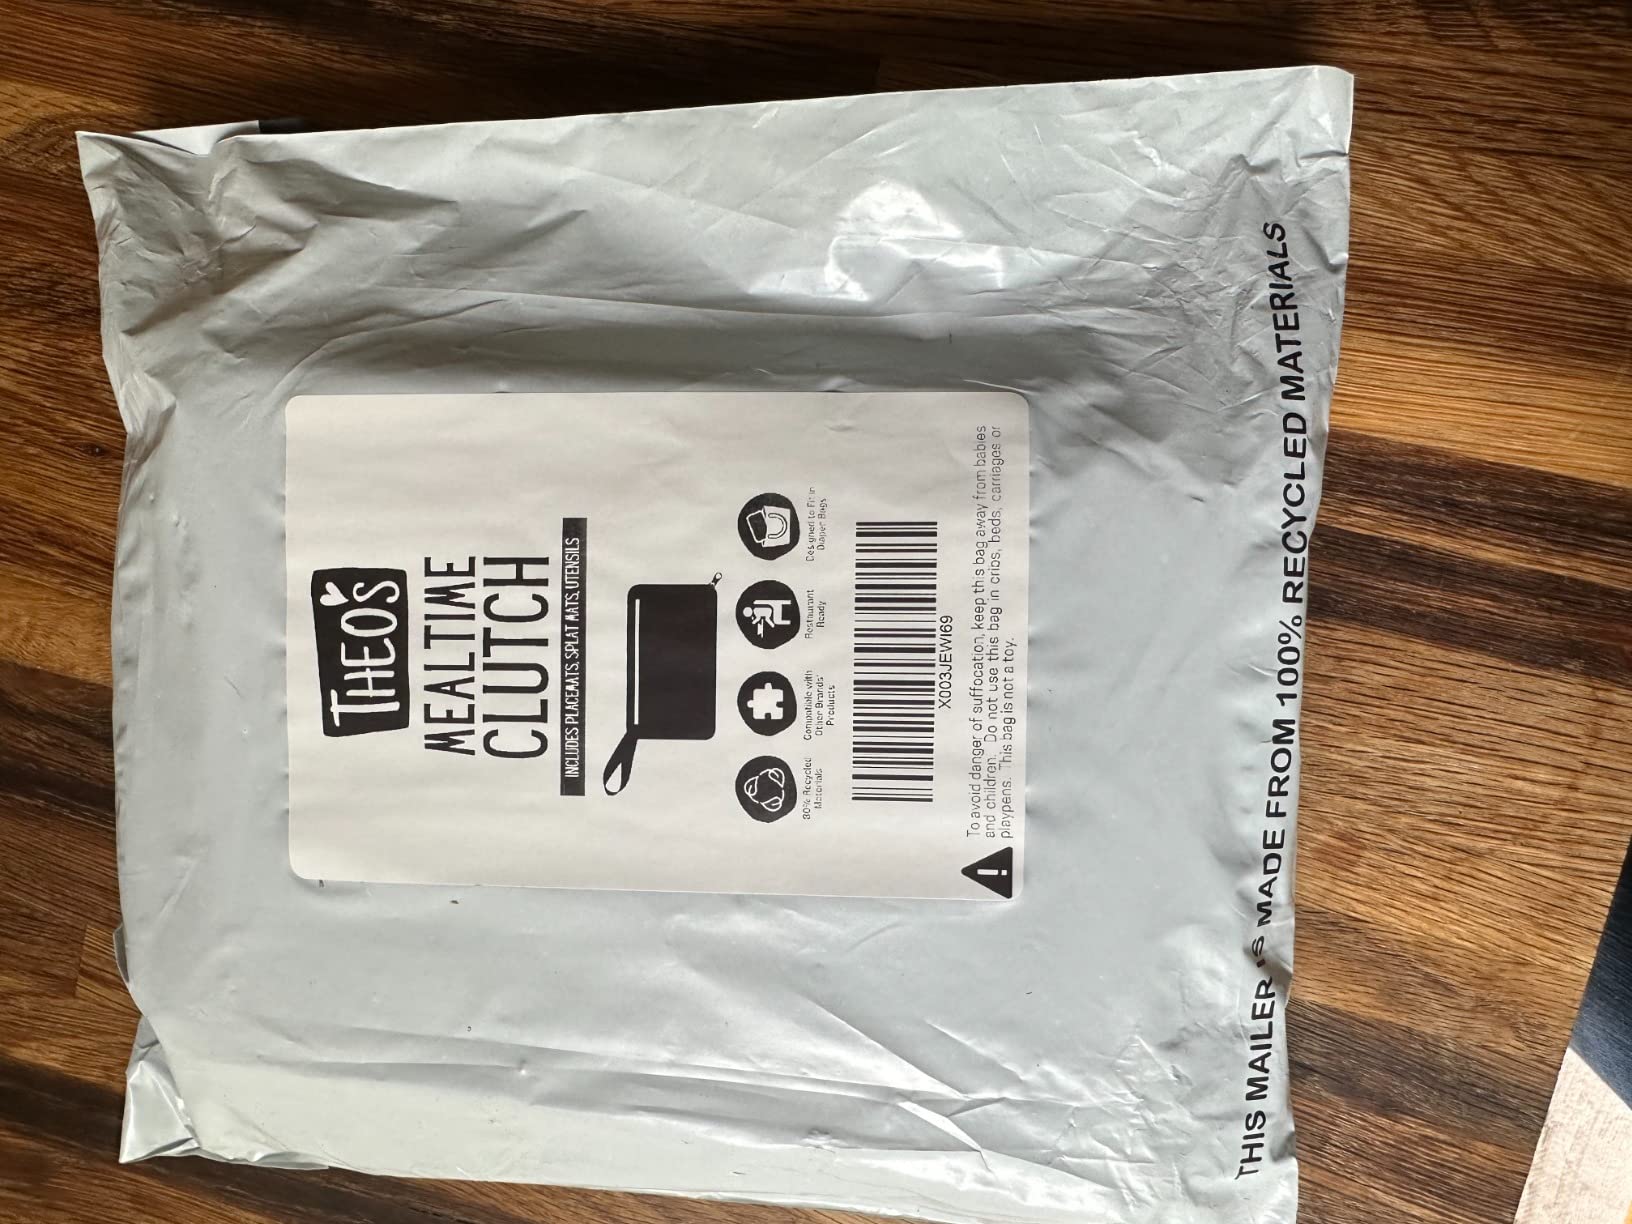 THEO'S
MEALTIME
CLUTCH
INCLUDES PLACEMATS, SPLAT MATS, UTENSILS
80% Recycled
Materials
Compatible with
Other Brands'
Products
Restaurant
Ready
Designed to Fit in
Diaper Bags
X003JEWI69
To avoid danger of suffocation, keep this bag away from babies
and children. Do not use this bag in cribs, beds, carriages or
playpens. This bag is not a toy.
THIS MAILER IS MADE FROM 100% RECYCLED MATERIALS